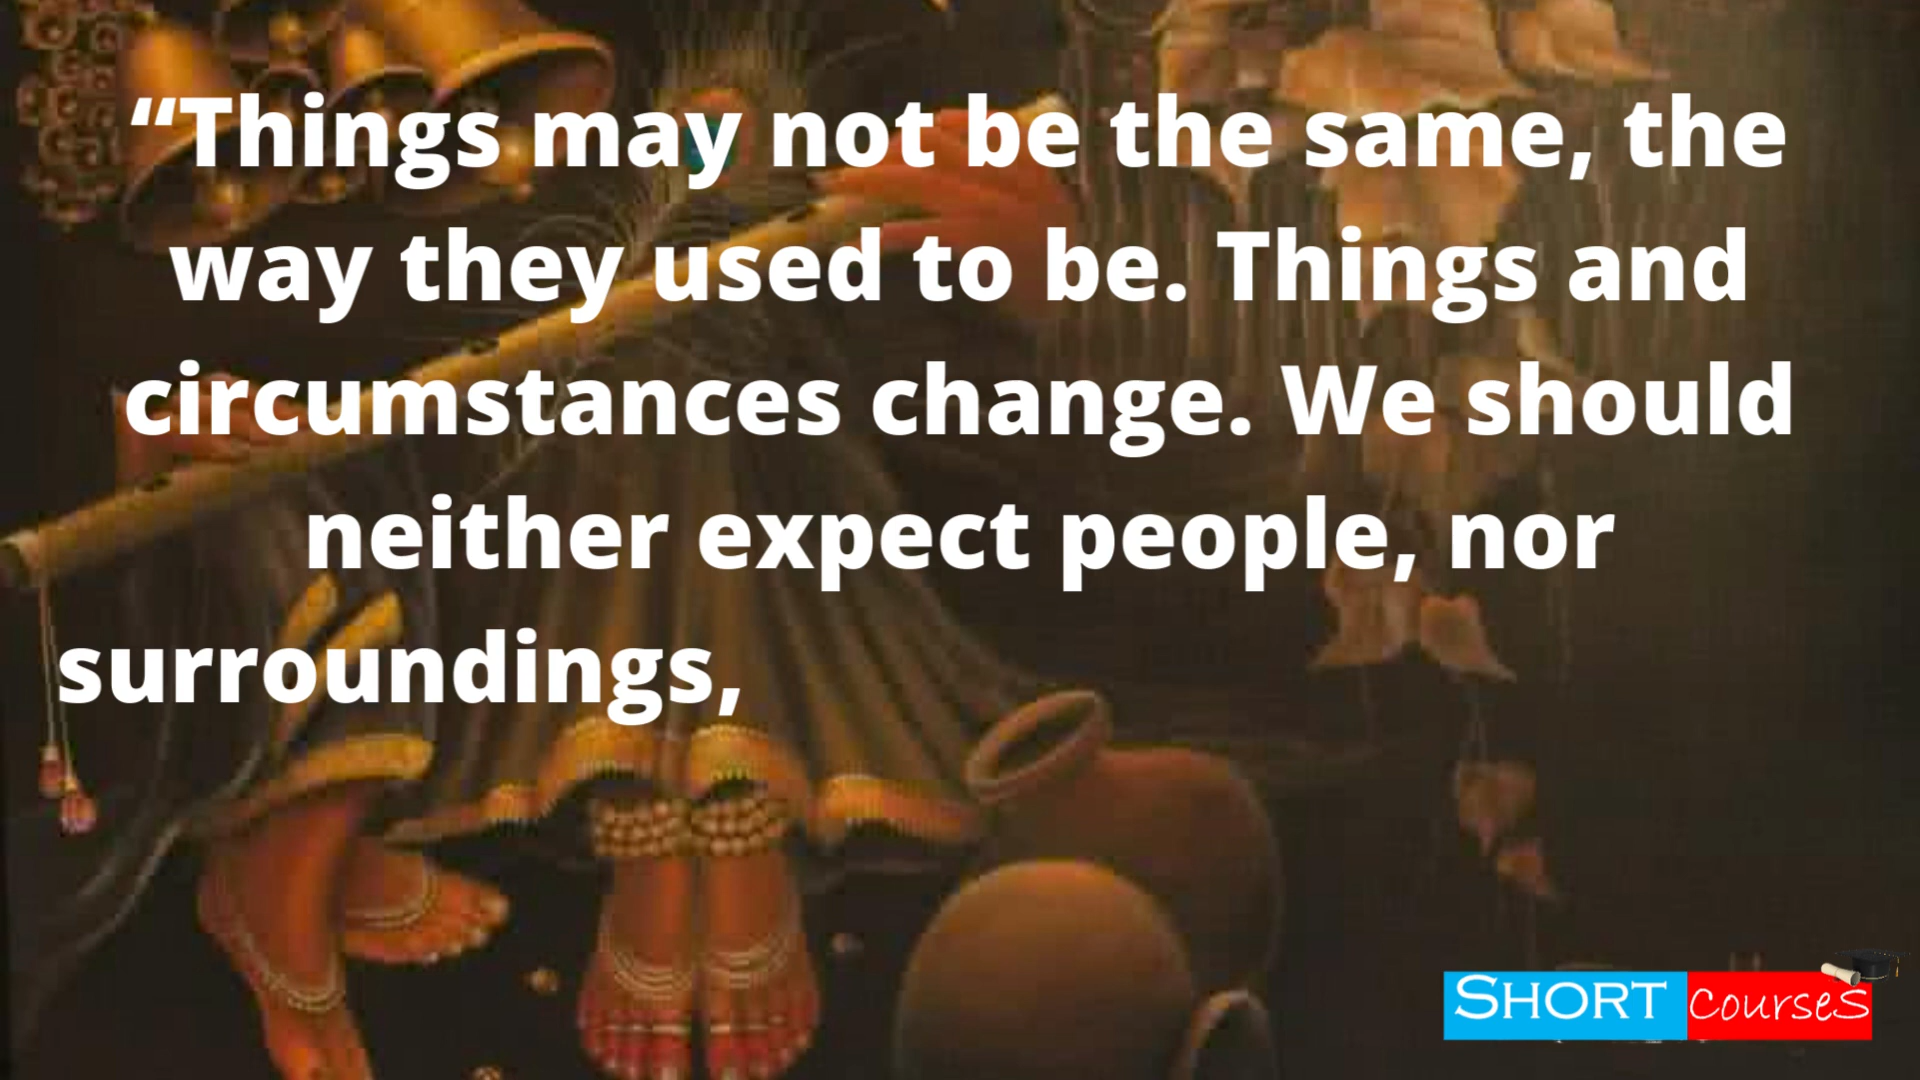 “Things may not be the same, the
way they used to be. Things and
circumstances change. We should
neither expect people, nor
surroundings,
SHORT courses